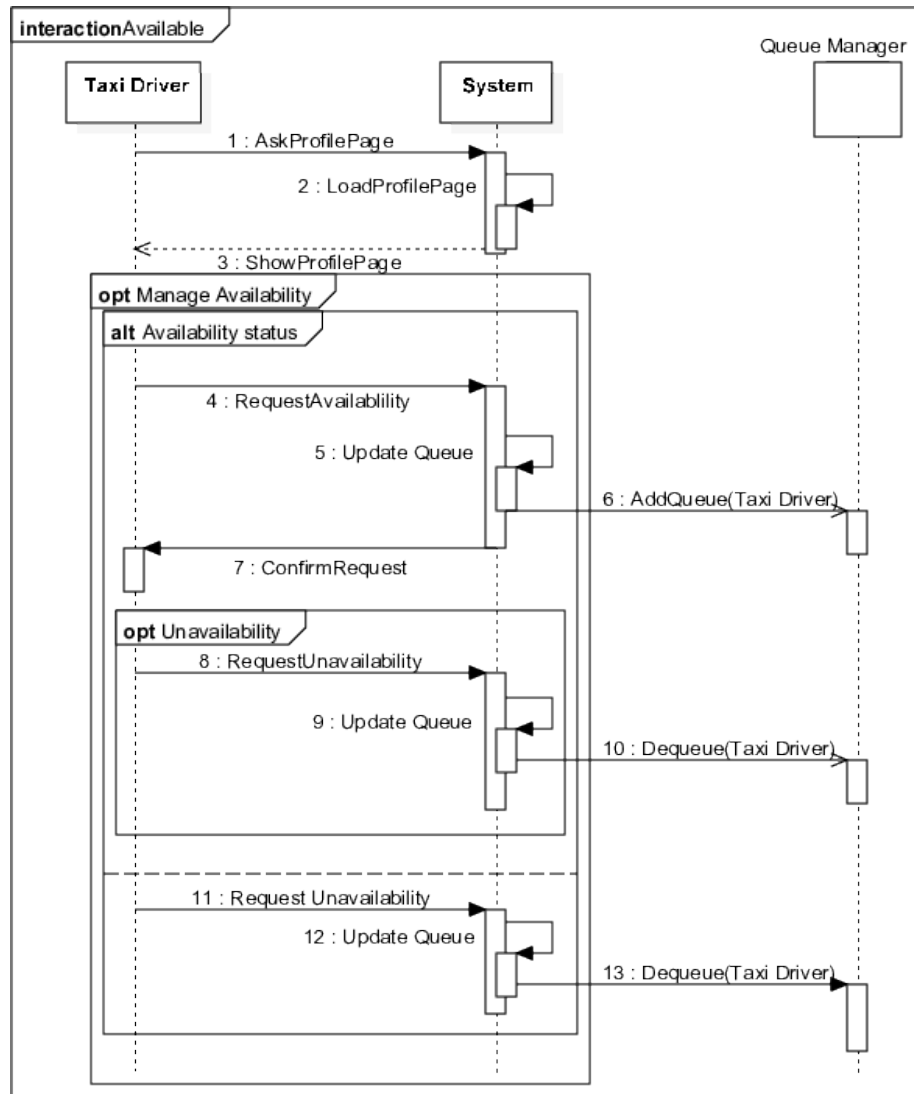 interactionAvailable
Queue Manager
Taxi Driver
System
1 : AskProfilePage
2 : LoadProfilePage
3 : ShowProfilePage
opt Manage Availability
alt Availability status
4 : RequestAvailablility
5 : Update Queue
6 : AddQueue(Taxi Driver)
7 : ConfirmRequest
opt Unavailability
8 : RequestUnavailability
9 : Update Queue
10 : Dequeue(Taxi Driver)
11 : Request Unavailability
12 : Update Queue
13 : Dequeue(Taxi Driver)